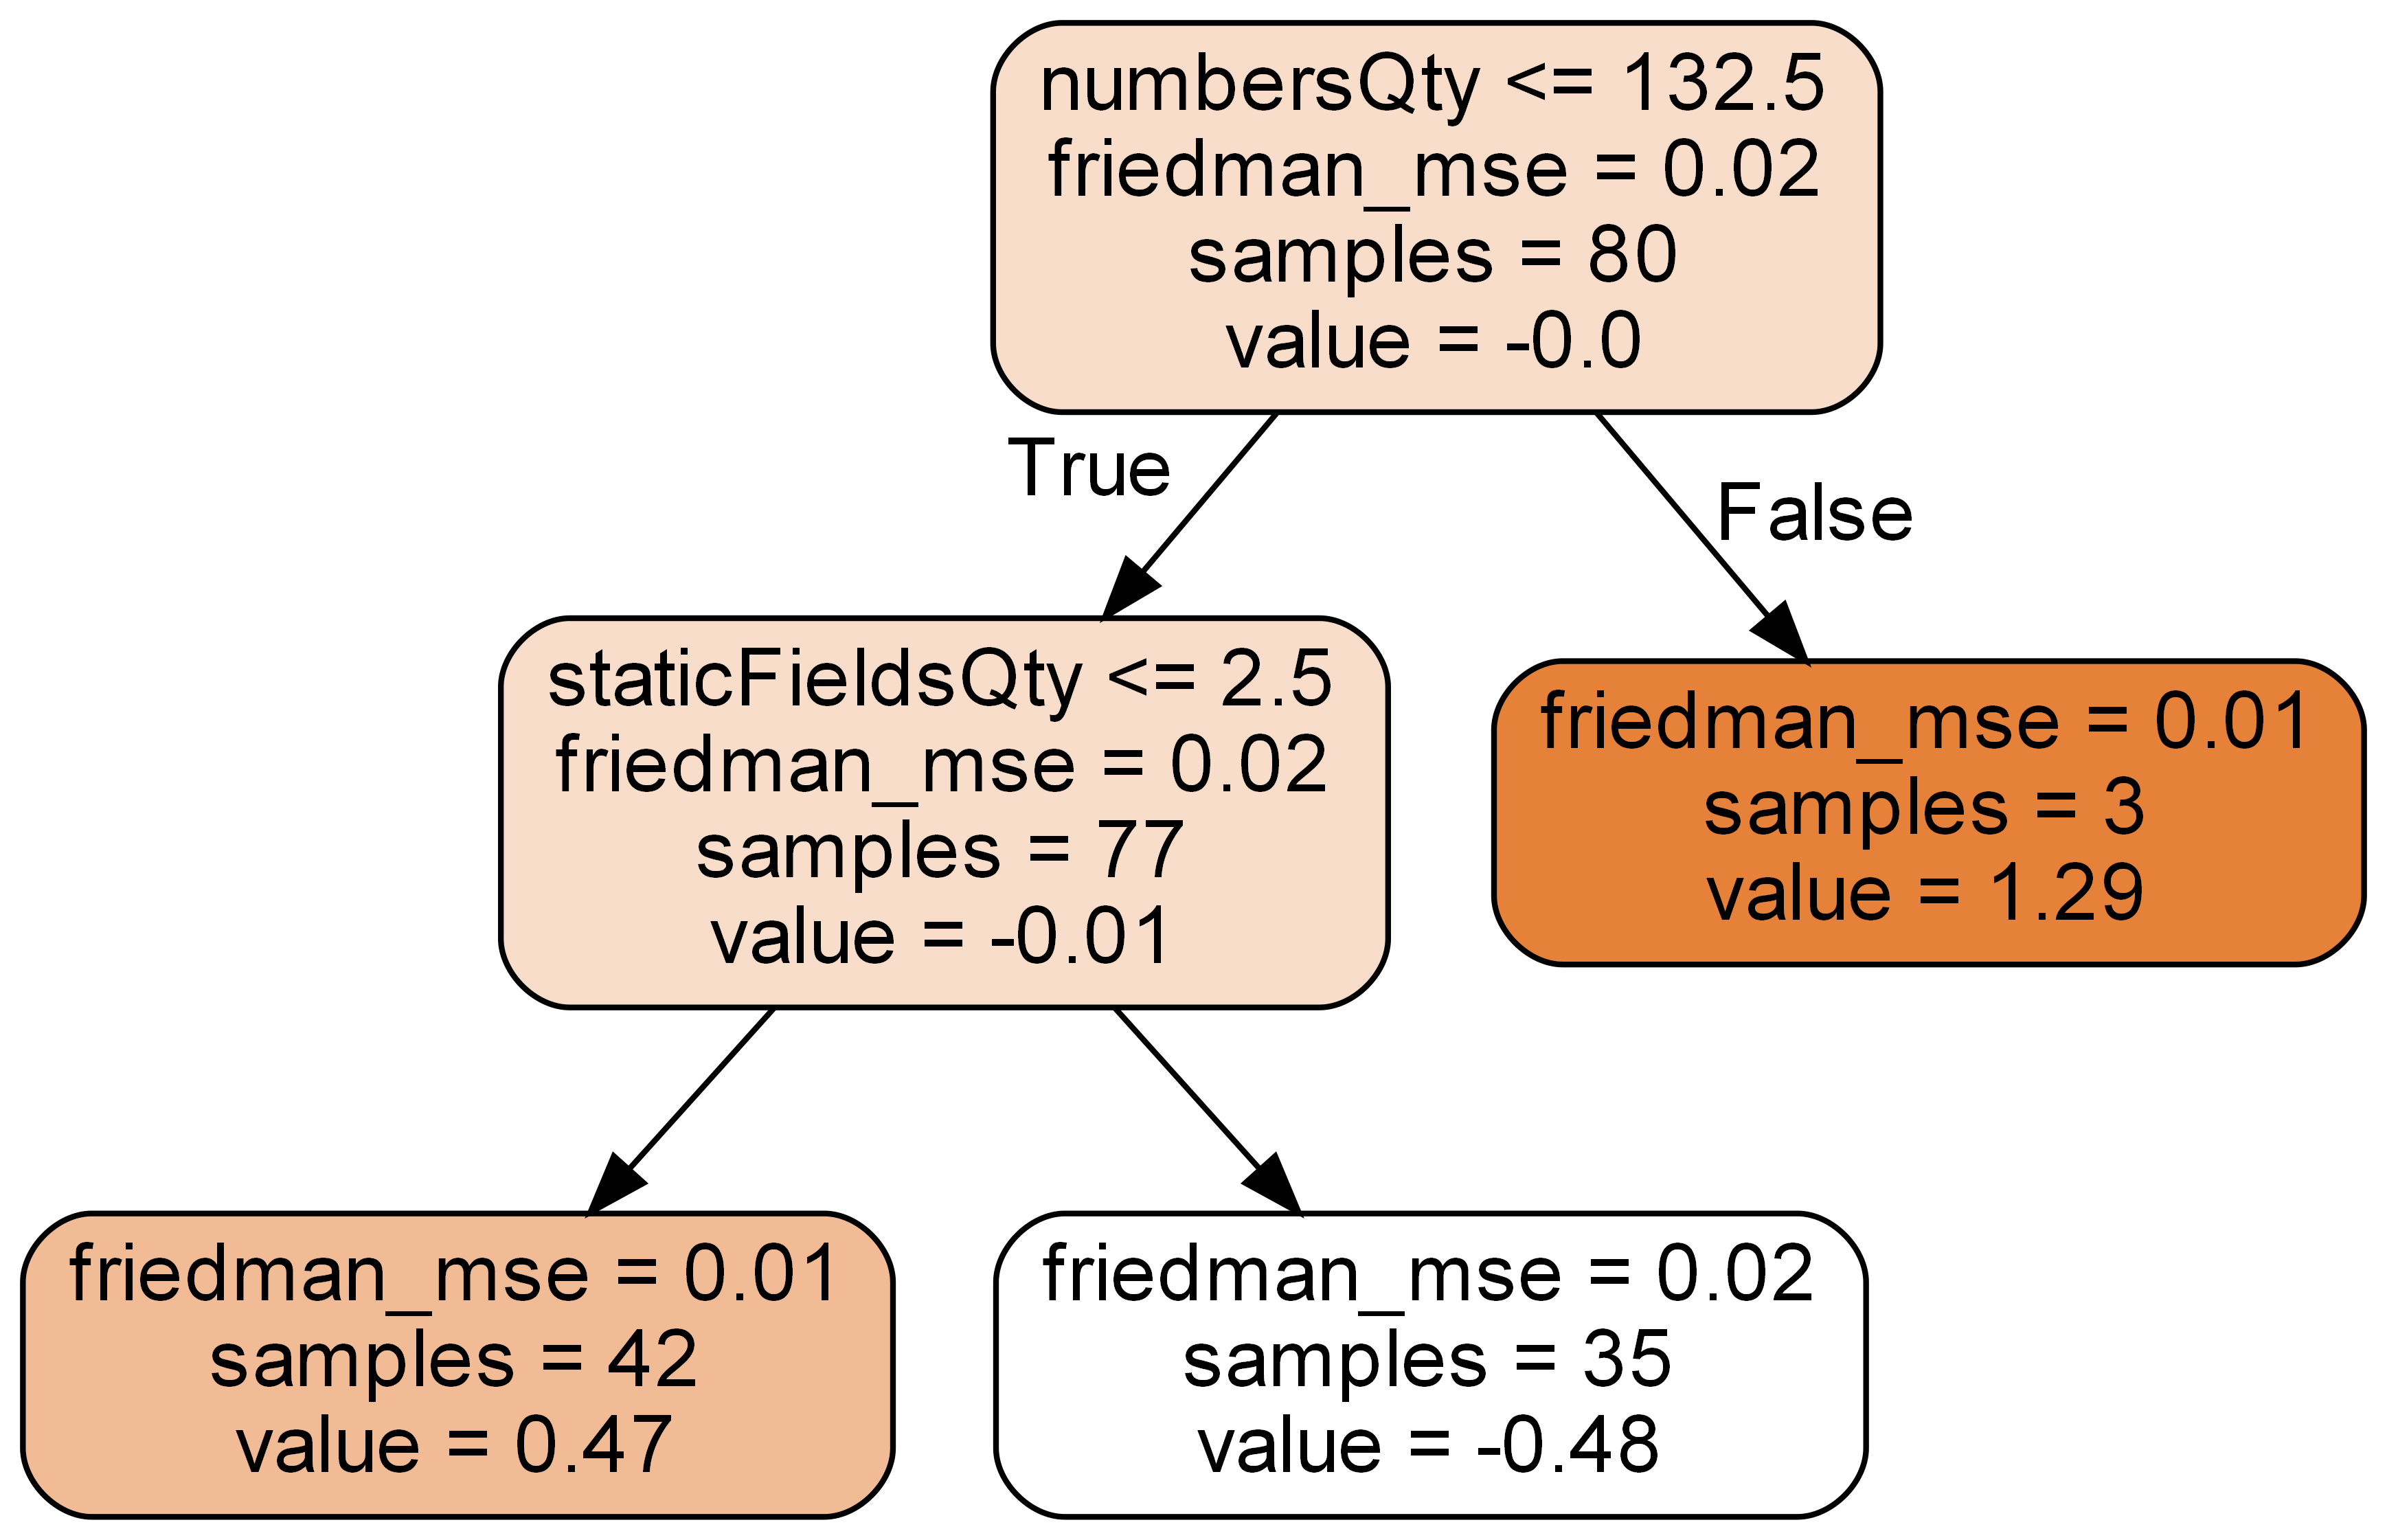 numbersQty <= 132.5
friedman_mse = 0.02
samples = 80
value = -0.0
True
False
staticFieldsQty <= 2.5
friedman_mse = 0.02
samples = 77
value = -0.01
friedman_mse = 0.01
samples = 3
value = 1.29
friedman_mse = 0.01
samples = 42
value = 0.47
friedman_mse = 0.02
samples = 35
value = -0.48